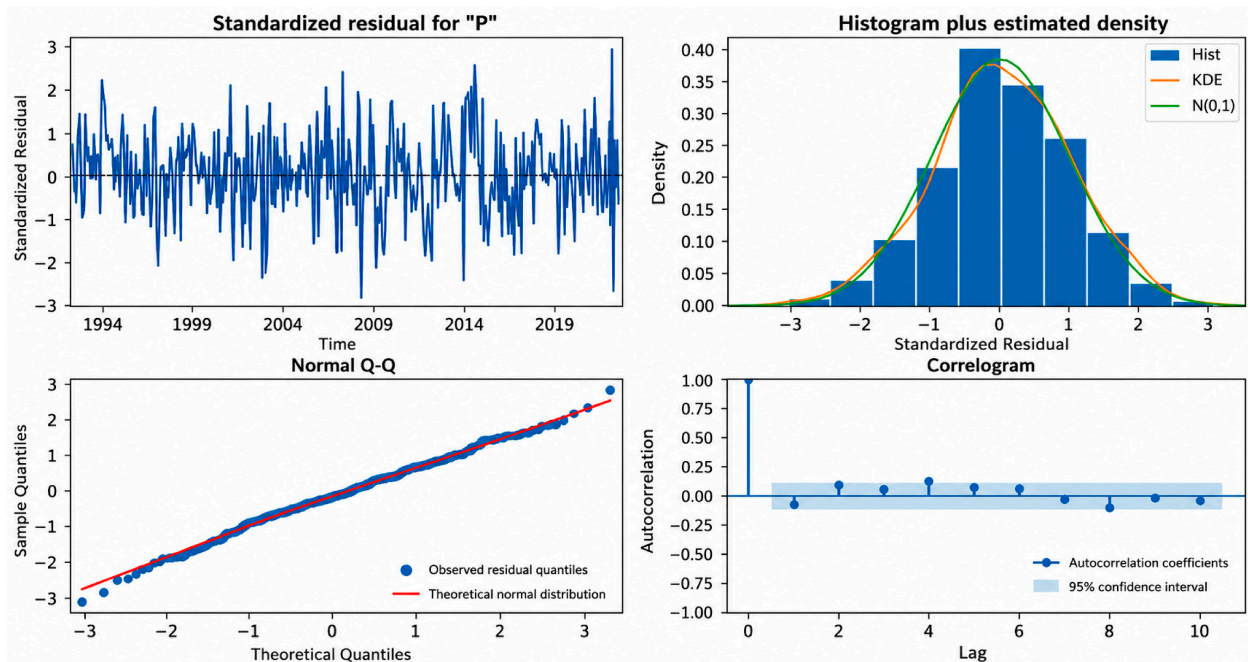 Standardized residual for "P"
Standardized Residual
3
2
1
0
−1
−2
−3
1994 1999 2004 2009 2014 2019
Time
Histogram plus estimated density
Density
0.40
0.35
0.30
0.25
0.20
0.15
0.10
0.05
0.00
Hist
KDE
N(0,1)
−3 −2 −1 0 1 2 3
Standardized Residual
Normal Q-Q
Sample Quantiles
3
2
1
0
−1
−2
−3
Observed residual quantiles
Theoretical normal distribution
−3 −2 −1 0 1 2 3
Theoretical Quantiles
Correlogram
Autocorrelation
1.00
0.75
0.50
0.25
0.00
−0.25
−0.50
−0.75
−1.00
Autocorrelation coefficients
95% confidence interval
0 2 4 6 8 10
Lag